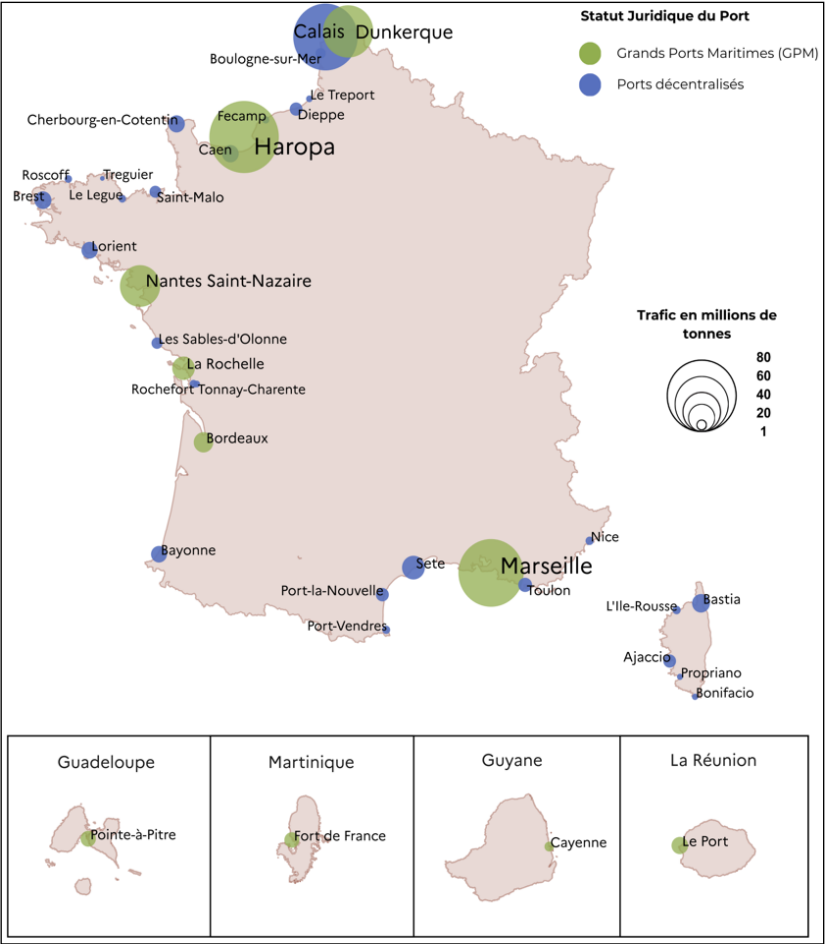 Statut Juridique du Port
Grands Ports Maritimes (GPM)
Ports décentralisés
Calais
Dunkerque
Boulogne-sur-Mer
Le Treport
Dieppe
Fecamp
Cherbourg-en-Cotentin
Haropa
Caen
Roscoff
Treguier
Brest
Le Legue
Saint-Malo
Lorient
Nantes Saint-Nazaire
Les Sables-d'Olonne
La Rochelle
Rochefort Tonnay-Charente
Bordeaux
Trafic en millions de
tonnes
80
60
40
20
1
Bayonne
Sete
Marseille
Nice
Toulon
Port-la-Nouvelle
Port-Vendres
L'Ile-Rousse
Bastia
Ajaccio
Propriano
Bonifacio
Guadeloupe
Pointe-à-Pitre
Martinique
Fort de France
Guyane
Cayenne
La Réunion
Le Port